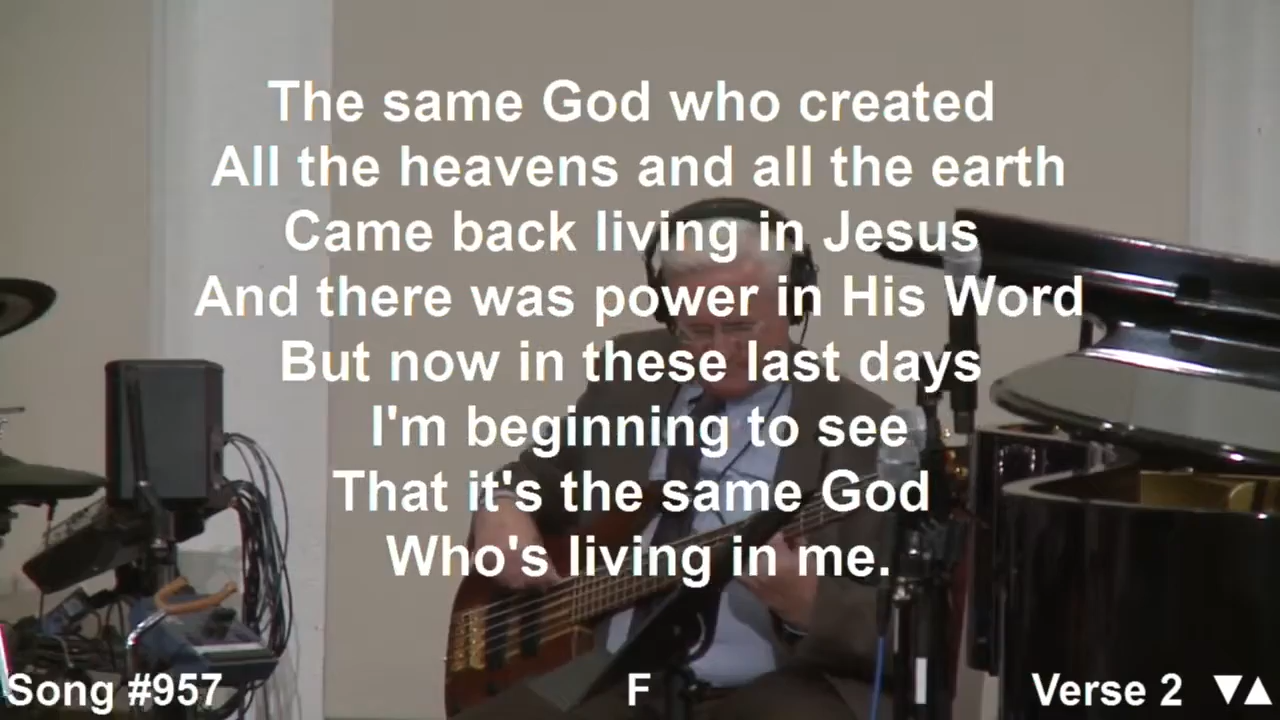 The same God who created
All the heavens and all the earth
Came back living in Jesus
And there was power in His Word
But now in these last days
I'm beginning to see
That it's the same God
Who's living in me.
Song #957 F Verse 2 ▼▲